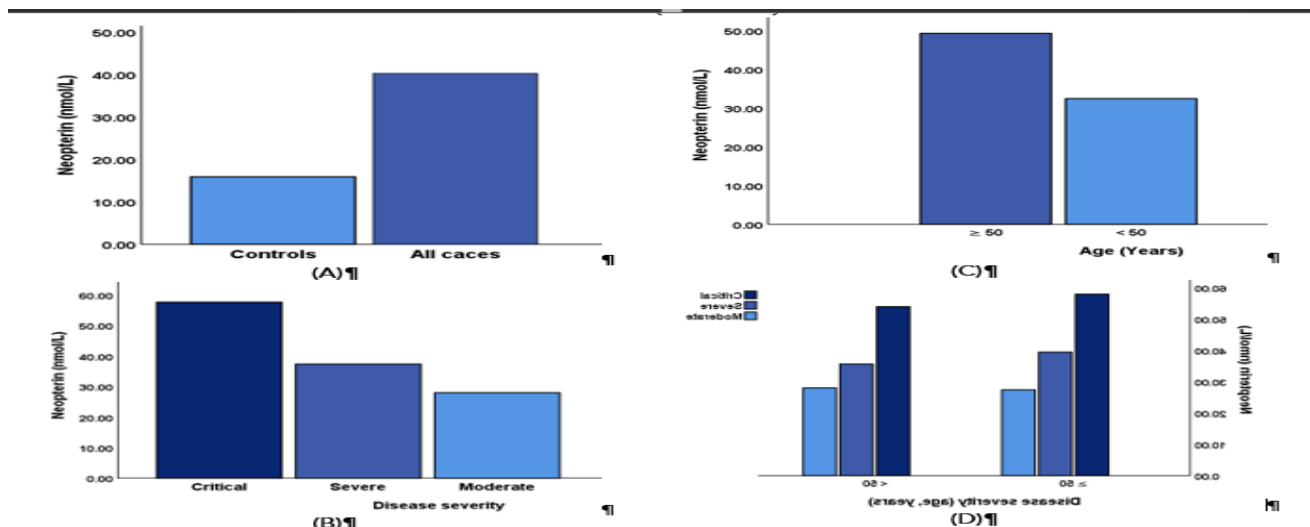 50.00
40.00
30.00
20.00
10.00
0.00
Neopterin (nmol/L)
Controls
All caces
¶
(A)¶
50.00
40.00
30.00
20.00
10.00
0.00
Neopterin (nmol/L)
≥ 50
< 50
Age (Years)
¶
(C)¶
60.00
50.00
40.00
30.00
20.00
10.00
0.00
Neopterin (nmol/L)
Critical
Severe
Moderate
Disease severity
¶
(B)¶
Critical
Severe
Moderate
60.00
50.00
40.00
30.00
20.00
10.00
0.00
Neopterin (nmol/L)
< 50
≥ 50
Disease severity (age, years)
¶
(D)¶